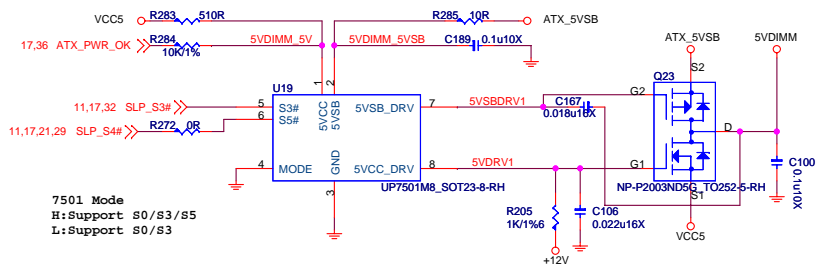 VCC5
R283
510R
17,36 ATX_PWR_OK
R284
10K/1%
5VDIMM_5V
R285
10R
ATX_5VSB
5VDIMM_5VSB
C189
0.1u10X
U19
1
2
5VCC
5VSB
11,17,32 SLP_S3#
5
S3#
11,17,21,29 SLP_S4#
R272
0R
6
S5#
4
MODE
GND
3
5VSB_DRV
7
5VSBDRV1
5VCC_DRV
8
5VDRV1
UP7501M8_SOT23-8-RH
C167
0.018u16X
R205
1K/1%6
+12V
C106
0.022u16X
ATX_5VSB
5VDIMM
S2
Q23
G2
D
G1
NP-P2003ND5G_TO252-5-RH
S1
VCC5
C100
0.1u10X
7501 Mode
H:Support S0/S3/S5
L:Support S0/S3